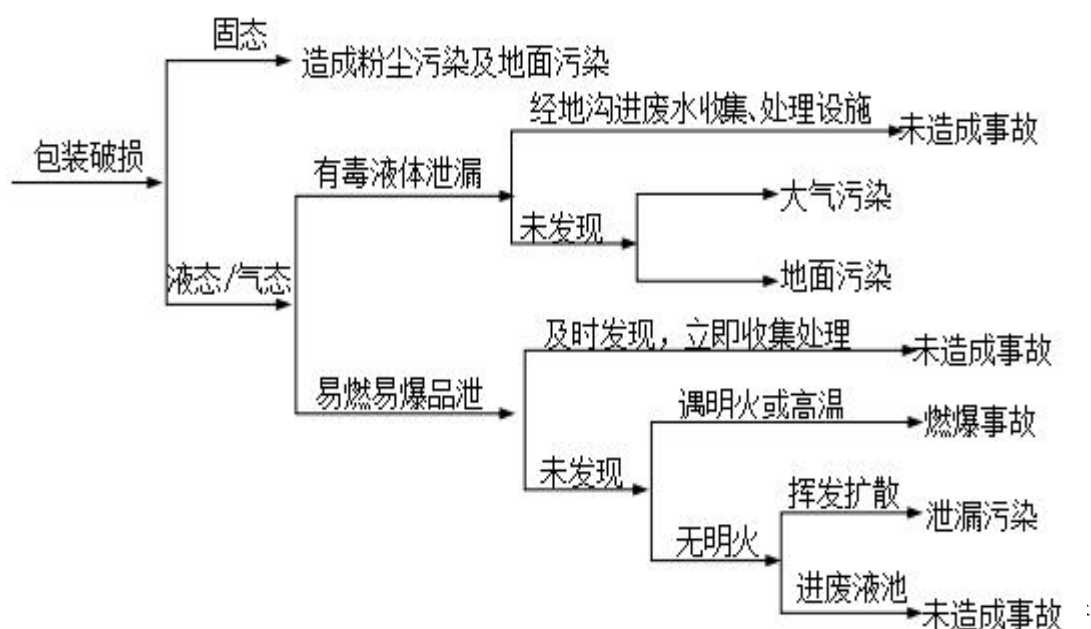 固态
造成粉尘污染及地面污染
经地沟进废水收集、处理设施
未造成事故
包装破损
有毒液体泄漏
大气污染
未发现
地面污染
液态/气态
及时发现，立即收集处理
未造成事故
易燃易爆品泄
遇明火或高温
燃爆事故
未发现
挥发扩散
泄漏污染
无明火
进废液池
未造成事故